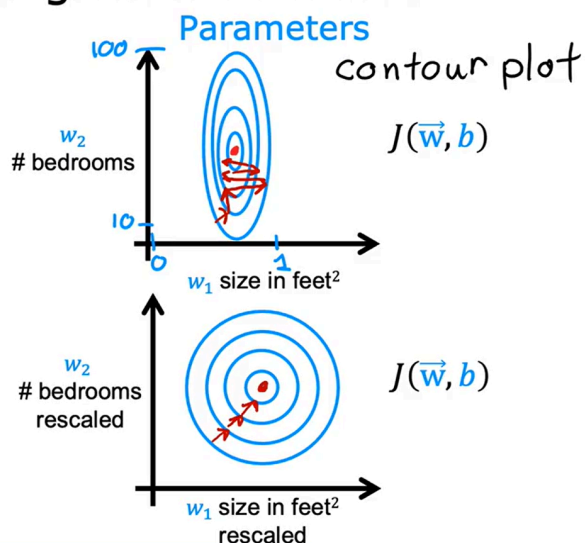 Parameters
100
contour plot
w₂
# bedrooms
J(w⃗, b)
10
0
1
w₁ size in feet²
w₂
# bedrooms
rescaled
J(w⃗, b)
w₁ size in feet²
rescaled